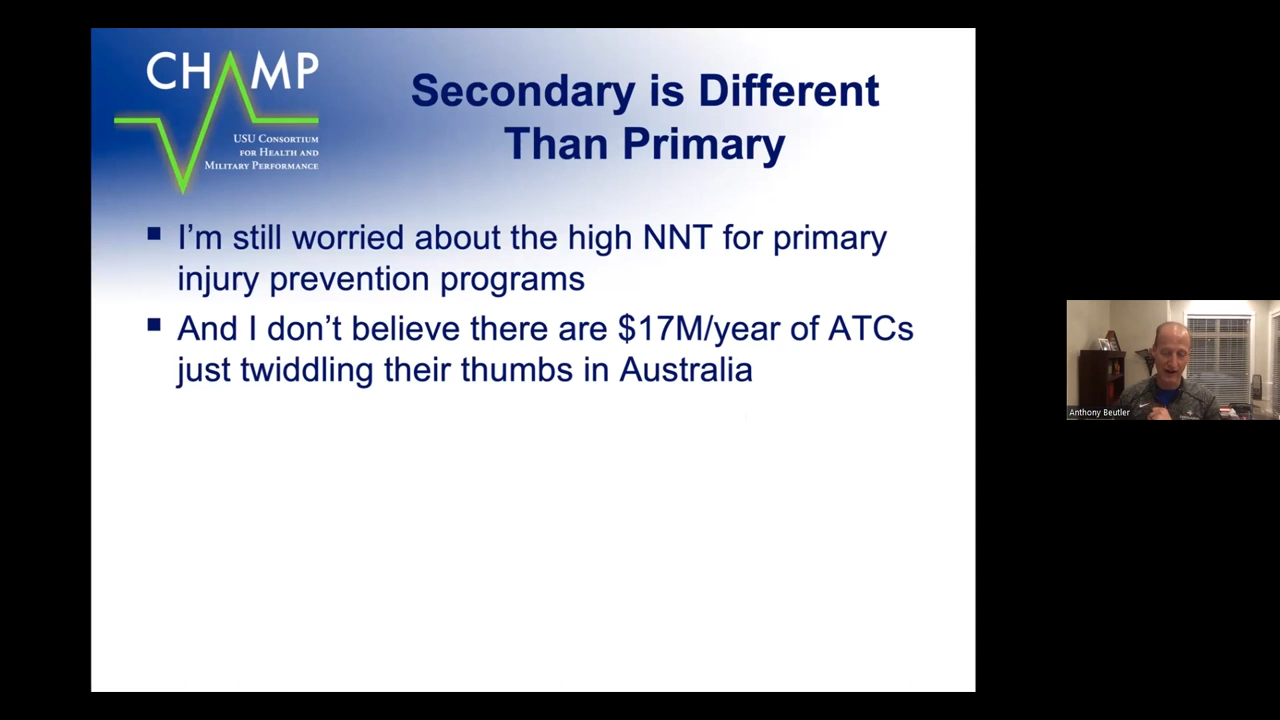 CHAMP
USU CONSORTIUM
FOR HEALTH AND
MILITARY PERFORMANCE
Secondary is Different
Than Primary
I'm still worried about the high NNT for primary
injury prevention programs
And I don't believe there are $17M/year of ATCs
just twiddling their thumbs in Australia
Anthony Beutler